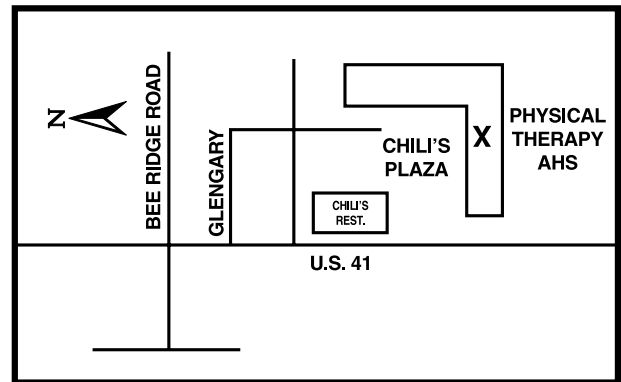 N
BEE RIDGE ROAD
GLENGARY
CHILI'S
PLAZA
CHILI'S
REST.
X
PHYSICAL
THERAPY
AHS
U.S. 41